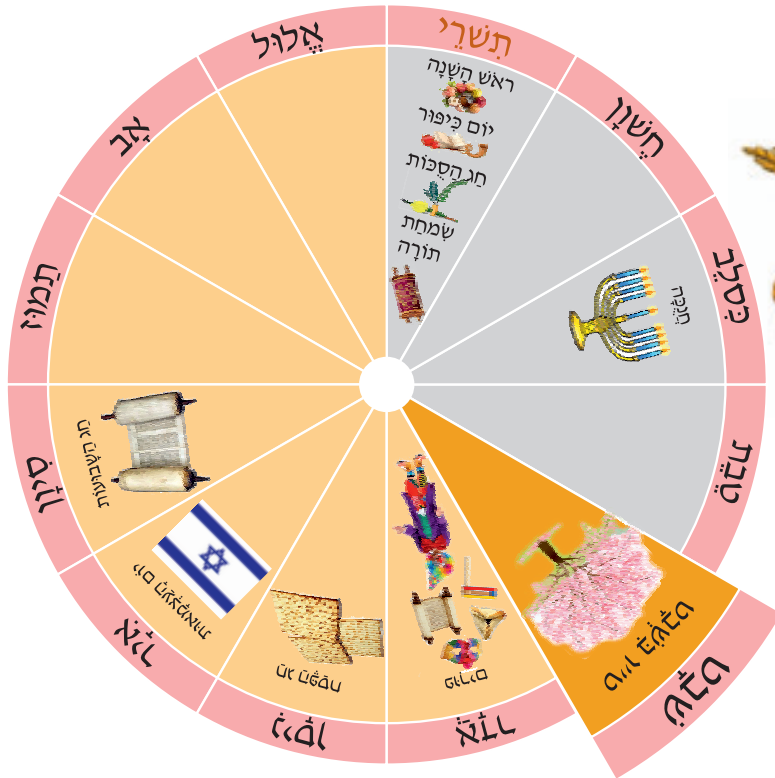 תִּשְׁרֵי
רֹאשׁ הַשָּׁנָה
יוֹם כִּיפּוּר
חַג הַסֻּכּוֹת
שִׂמְחַת
תּוֹרָה
חֶשְׁוָן
כִּסְלֵו
חֲנֻכָּה
טֵבֵת
שְׁבָט
ט"ו בִּשְׁבָט
אֲדָר
פּוּרִים
נִיסָן
חַג הַפֶּסַח
אִיָּר
יוֹם הָעַצְמָאוּת
סִיוָן
חַג הַשָּׁבוּעוֹת
תַּמּוּז
אָב
אֱלוּל